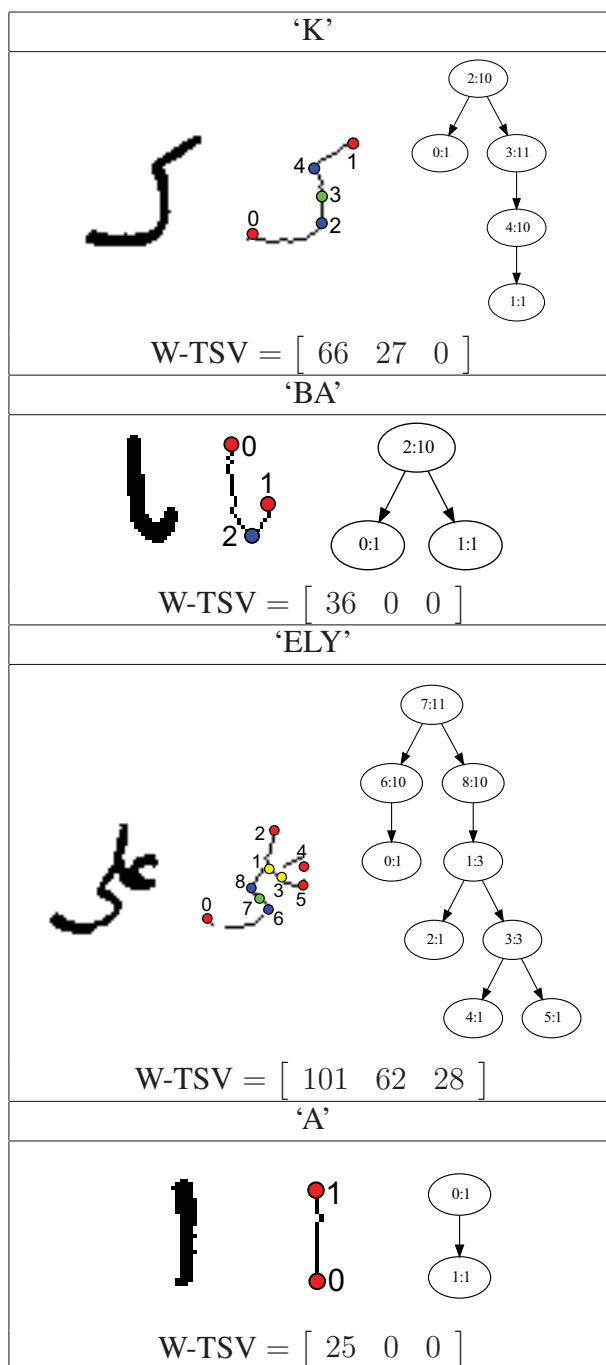 ‘K’
2:10
0:1 3:11
4:10
1:1
0 4 3 2 1
W-TSV = [ 66 27 0 ]
‘BA’
0
1
2
2:10
0:1 1:1
W-TSV = [ 36 0 0 ]
‘ELY’
7:11
6:10 8:10
0:1 1:3
2:1 3:3
4:1 5:1
2
1 4
8 3
0 7 6 5
W-TSV = [ 101 62 28 ]
‘A’
1
0
0:1
1:1
W-TSV = [ 25 0 0 ]